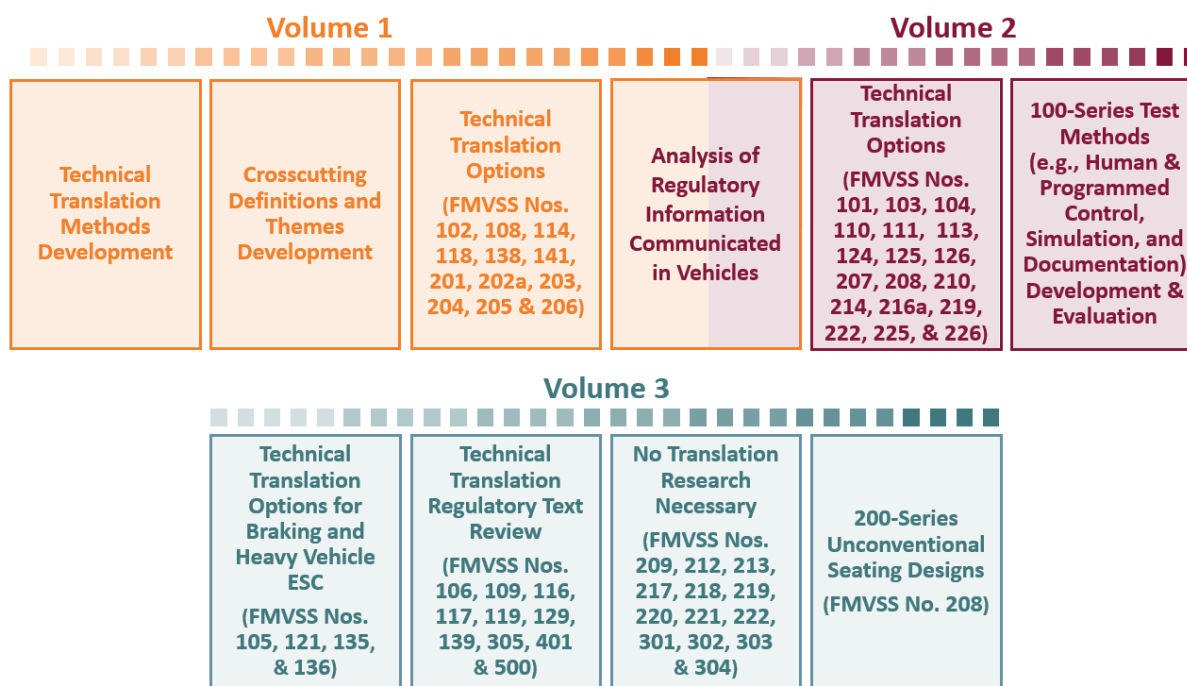 Volume 1
Volume 2
Technical
Translation
Methods
Development
Crosscutting
Definitions and
Themes
Development
Technical
Translation
Options
(FMVSS Nos.
102, 108, 114,
118, 138, 141,
201, 202a, 203,
204, 205 & 206)
Analysis of
Regulatory
Information
Communicated
in Vehicles
Technical
Translation
Options
(FMVSS Nos.
101, 103, 104,
110, 111, 113,
124, 125, 126,
207, 208, 210,
214, 216a, 219,
222, 225, & 226)
100-Series Test
Methods
(e.g., Human &
Programmed
Control,
Simulation, and
Documentation)
Development &
Evaluation
Volume 3
Technical
Translation
Options for
Braking and
Heavy Vehicle
ESC
(FMVSS Nos.
105, 121, 135,
& 136)
Technical
Translation
Regulatory Text
Review
(FMVSS Nos.
106, 109, 116,
117, 119, 129,
139, 305, 401
& 500)
No Translation
Research
Necessary
(FMVSS Nos.
209, 212, 213,
217, 218, 219,
220, 221, 222,
301, 302, 303
& 304)
200-Series
Unconventional
Seating Designs
(FMVSS No. 208)